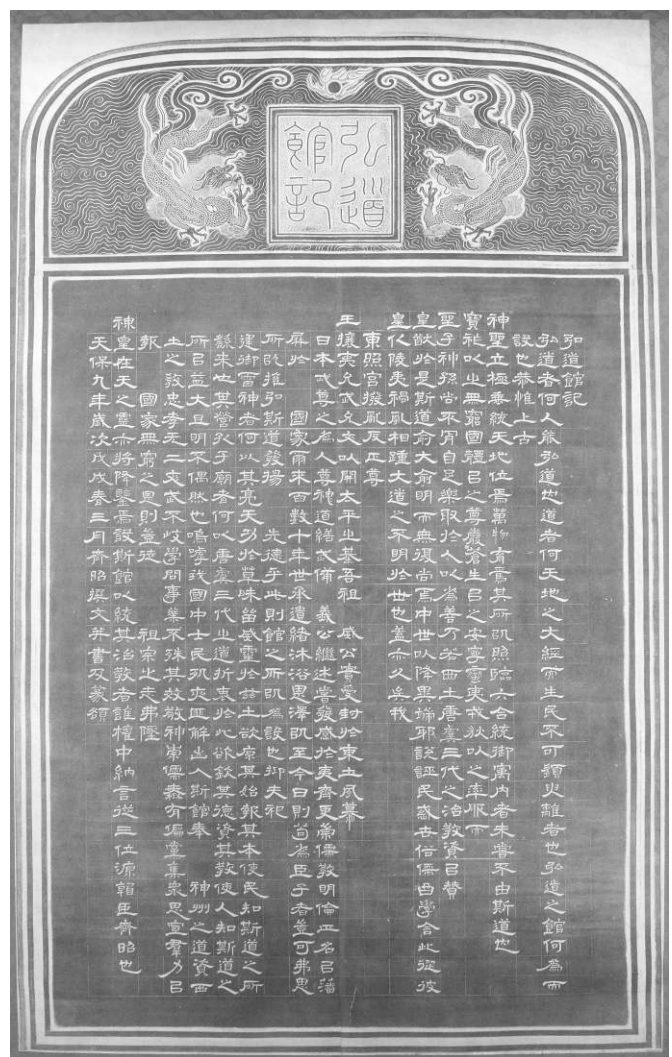 弘道
館記
弘道館記
弘道者何人能弘道也道者何天地之大經而生民不可須臾離者也弘道之館何爲而
設也恭惟上古
神聖立極垂統天地位焉萬物育焉其所以照臨六合統御寓内者未嘗不由斯道也
寶祚以之無窮國體以之尊嚴蒼生以之安寧蠻夷戎狄以之率服而
聖子神孫尚不肯自足樂取於人以爲善乃若西土唐虞三代之治教資以贊
皇猷於是斯道愈大愈明而無復尚焉中世以降異端邪説誣民惑世俗儒曲學舍此從彼
皇化陵夷禍亂相踵大道之不明於世也蓋亦久矣我
東照宮撥亂反正尊
王攘夷允武允文以開太平之基吾祖 威公實受封於東土夙慕
日本武尊之爲人尊神道繕武備 義公繼述嘗發感於夷齊更崇儒教明倫正名以藩
屏於 國家爾來百數十年世承遺緒沐浴恩澤以至今日則苟爲臣子者豈可弗思
所以推弘斯道發揚 先德乎此則館之所以爲設也抑夫祀
建御雷神者何以其亮天功於草昧留威靈於茲土欲原其始報其本使民知斯道之所
繇來也其營孔子廟者何以唐虞三代之道折衷於此欲欽其德資其教使人知斯道之
所以益大且明不偶然也嗚呼我國中士民夙夜匪解出入斯館奉 神州之道資西
土之教忠孝无二文武不岐學問事業不殊其效敬神崇儒無有偏黨集衆思宣羣力以
報 國家無窮之恩則豈徒 祖宗之志弗墜
神皇在天之靈亦將降鑒焉設斯館以統其治教者誰權中納言從三位源朝臣齊昭也
天保九年歲次戊戌春三月齊昭撰文并書及篆額